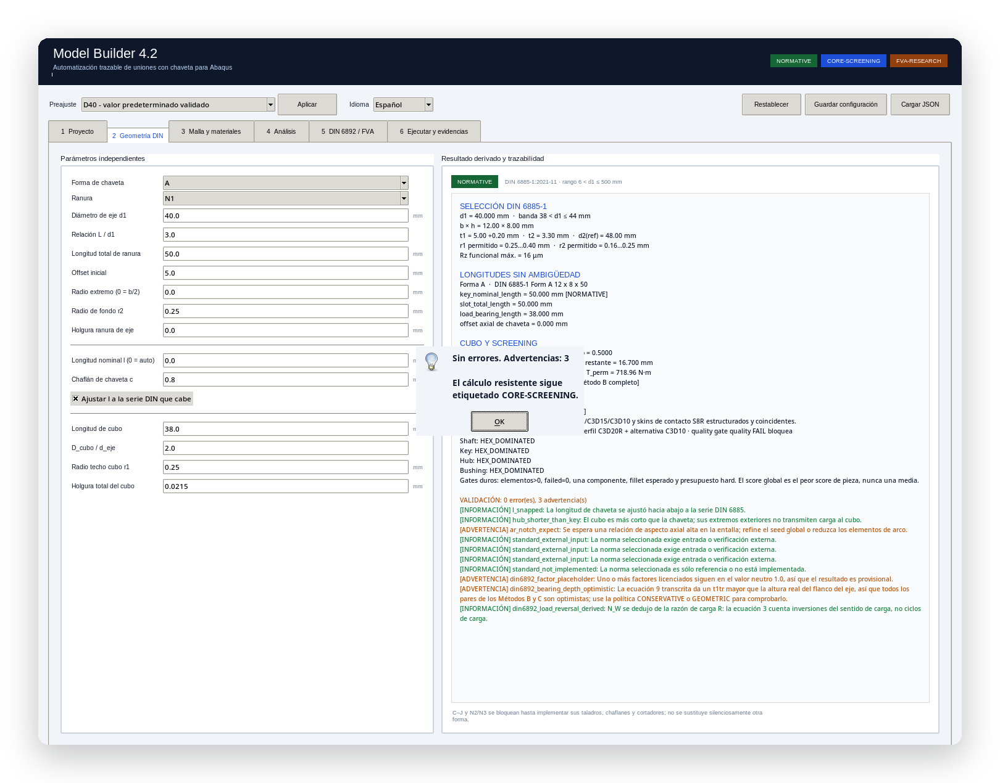 Model Builder 4.2
Automatización trazable de uniones con chaveta para Abaqus
NORMATIVE
CORE-SCREENING
FVA-RESEARCH
Preajuste
D40 - valor predeterminado validado
Aplicar
Idioma
Español
Restablecer
Guardar configuración
Cargar JSON
1 Proyecto
2 Geometría DIN
3 Malla y materiales
4 Análisis
5 DIN 6892 / FVA
6 Ejecutar y evidencias
Parámetros independientes
Forma de chaveta
A
Ranura
N1
Diámetro de eje d1
40.0
mm
Relación L / d1
3.0
Longitud total de ranura
50.0
mm
Offset inicial
5.0
mm
Radio extremo (0 = b/2)
0.0
mm
Radio de fondo r2
0.25
mm
Holgura ranura de eje
0.0
mm
Longitud nominal l (0 = auto)
0.0
Chaflán de chaveta c
0.8
Ajustar l a la serie DIN que cabe
Longitud de cubo
38.0
D_cubo / d_eje
2.0
Radio techo cubo r1
0.25
mm
Holgura total del cubo
0.0215
mm
Resultado derivado y trazabilidad
NORMATIVE
DIN 6885-1:2021-11 · rango 6 < d1 ≤ 500 mm
SELECCIÓN DIN 6885-1
d1 = 40.000 mm · banda 38 < d1 ≤ 44 mm
b × h = 12.00 × 8.00 mm
t1 = 5.00 +0.20 mm · t2 = 3.30 mm · d2(ref) = 48.00 mm
r1 permitido = 0.25…0.40 mm · r2 permitido = 0.16…0.25 mm
Rz funcional máx. = 16 µm
LONGITUDES SIN AMBIGÜEDAD
Forma A · DIN 6885-1 Form A 12 x 8 x 50
key_nominal_length = 50.000 mm [NORMATIVE]
slot_total_length = 50.000 mm
load_bearing_length = 38.000 mm
offset axial de chaveta = 0.000 mm
CUBO Y SCREENING
= 0.5000
restante = 16.700 mm
T_perm = 718.96 N·m
étodo B completo]
]
/C3D15/C3D10 y skins de contacto S8R estructurados y coincidentes.
erfil C3D20R + alternativa C3D10 · quality gate quality FAIL bloquea
Shaft: HEX_DOMINATED
Key: HEX_DOMINATED
Hub: HEX_DOMINATED
Bushing: HEX_DOMINATED
Gates duros: elementos>0, failed=0, una componente, fillet esperado y presupuesto hard. El score global es el peor score de pieza, nunca una media.
VALIDACIÓN: 0 error(es), 3 advertencia(s)
[INFORMACIÓN] l_snapped: La longitud de chaveta se ajustó hacia abajo a la serie DIN 6885.
[INFORMACIÓN] hub_shorter_than_key: El cubo es más corto que la chaveta; sus extremos exteriores no transmiten carga al cubo.
[ADVERTENCIA] ar_notch_expect: Se espera una relación de aspecto axial alta en la entalla; refine el seed global o reduzca los elementos de arco.
[INFORMACIÓN] standard_external_input: La norma seleccionada exige entrada o verificación externa.
[INFORMACIÓN] standard_external_input: La norma seleccionada exige entrada o verificación externa.
[INFORMACIÓN] standard_external_input: La norma seleccionada exige entrada o verificación externa.
[INFORMACIÓN] standard_not_implemented: La norma seleccionada es sólo referencia o no está implementada.
[ADVERTENCIA] din6892_factor_placeholder: Uno o más factores licenciados siguen en el valor neutro 1.0, así que el resultado es provisional.
[ADVERTENCIA] din6892_bearing_depth_optimistic: La ecuación 9 transcrita da un t1tr mayor que la altura real del flanco del eje, así que todos los
pares de los Métodos B y C son optimistas; use la política CONSERVATIVE o GEOMETRIC para comprobarlo.
[INFORMACIÓN] din6892_load_reversal_derived: N_W se dedujo de la razón de carga R: la ecuación 3 cuenta inversiones del sentido de carga, no ciclos
de carga.
C–J y N2/N3 se bloquean hasta implementar sus taladros, chaflanes y cortadores; no se sustituye silenciosamente otra
forma.
Sin errores. Advertencias: 3
El cálculo resistente sigue
etiquetado CORE-SCREENING.
OK